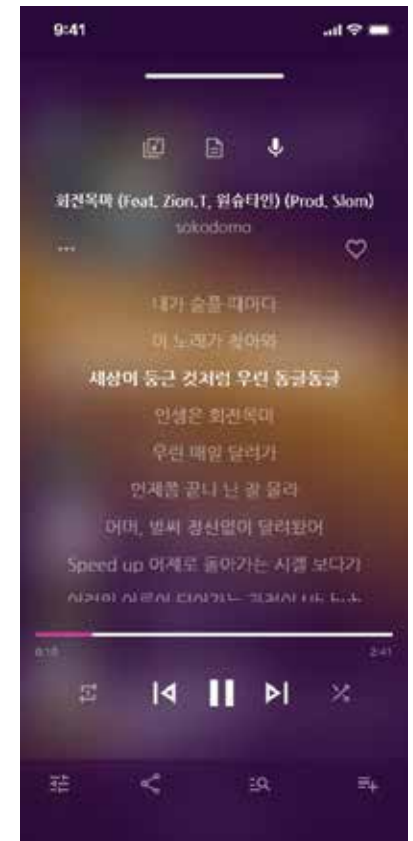 9:41
회전목마 (Feat. Zion.T, 원슈타인) (Prod. Slom)
sokodomo
내가 슬플 때마다
이 노래가 찾아와
세상이 둥근 것처럼 우린 동글동글
인생은 회전목마
우린 매일 달려가
언제쯤 끝나 난 잘 몰라
어머, 벌써 정신없이 달려왔어
Speed up 어제로 돌아가는 시곌 보다가
2:41